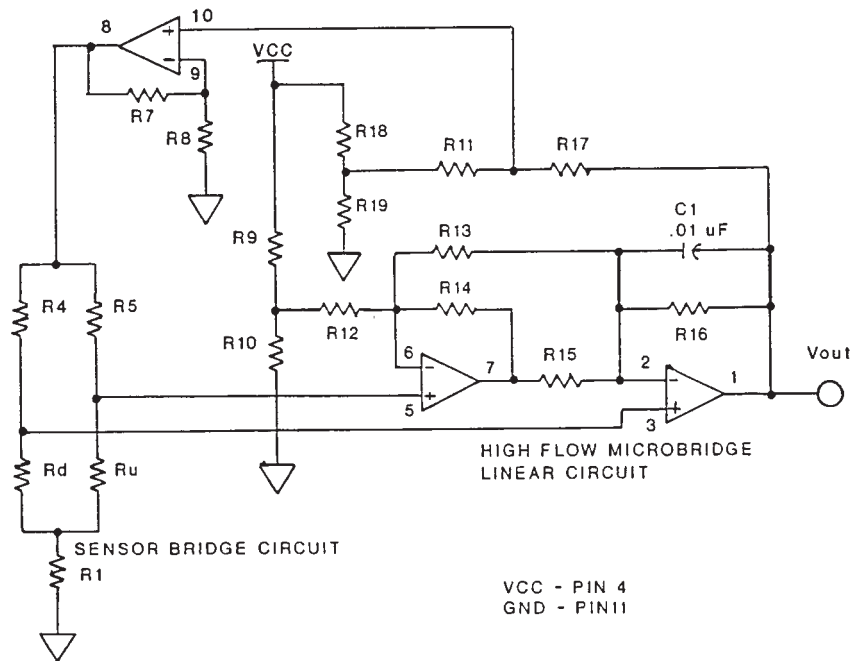 8
10
+
VCC
-
9
R7
R8
R18
R11
R17
R19
C1
.01 uF
R9
R13
R14
R4
R5
R12
R16
R10
6
-
7
R15
Vout
2
-
1
+
5
+
3
HIGH FLOW MICROBRIDGE
LINEAR CIRCUIT
Rd
Ru
SENSOR BRIDGE CIRCUIT
R1
VCC - PIN 4
GND - PIN11